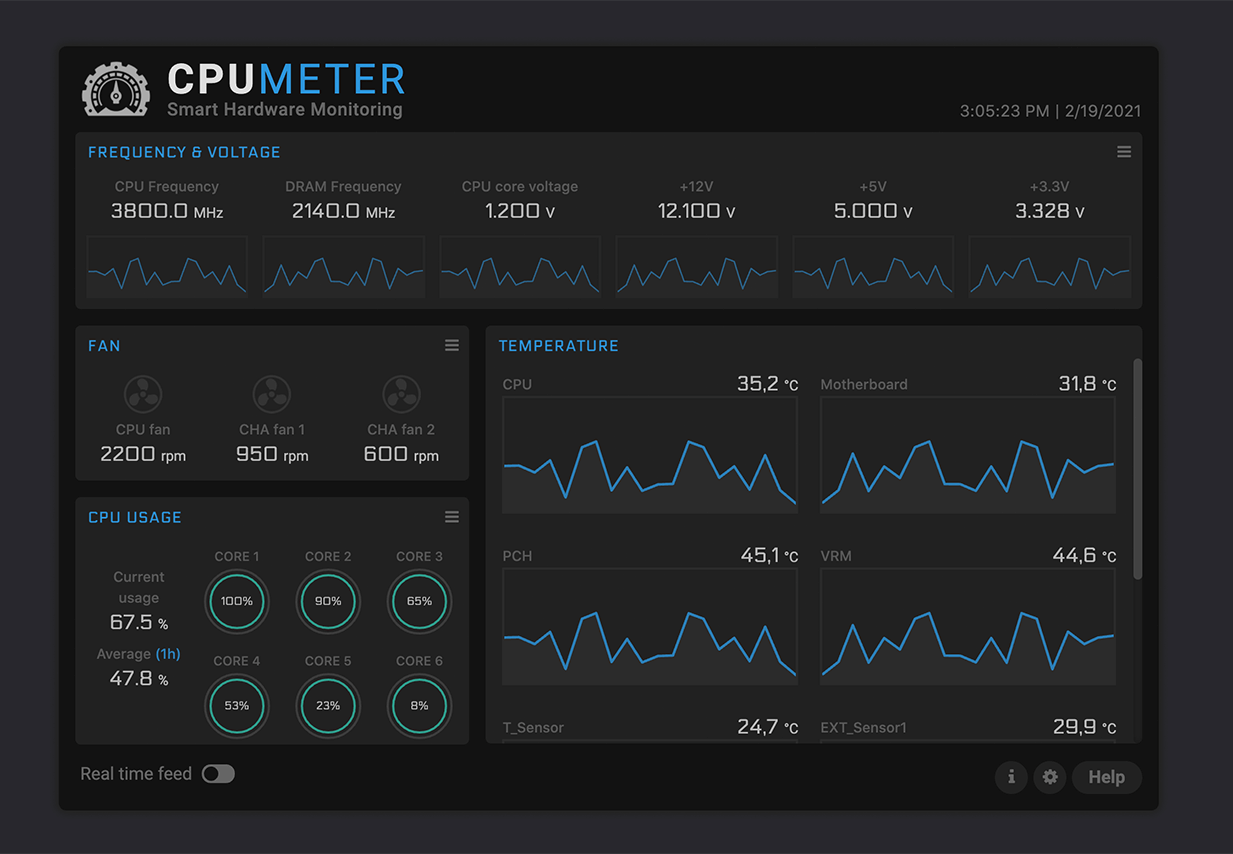 CPUMETER
Smart Hardware Monitoring
3:05:23 PM | 2/19/2021
FREQUENCY & VOLTAGE
CPU Frequency
3800.0 MHz
DRAM Frequency
2140.0 MHz
CPU core voltage
1.200 V
+12V
12.100 V
+5V
5.000 V
+3.3V
3.328 V
FAN
CPU fan
2200 rpm
CHA fan 1
950 rpm
CHA fan 2
600 rpm
CPU USAGE
Current
usage
67.5 %
Average (1h)
47.8 %
CORE 1
100%
CORE 2
90%
CORE 3
65%
CORE 4
53%
CORE 5
23%
CORE 6
8%
TEMPERATURE
CPU 35,2 °C
Motherboard 31,8 °C
PCH 45,1 °C
VRM 44,6 °C
T_Sensor 24,7 °C
EXT_Sensor1 29,9 °C
Real time feed
i
Help